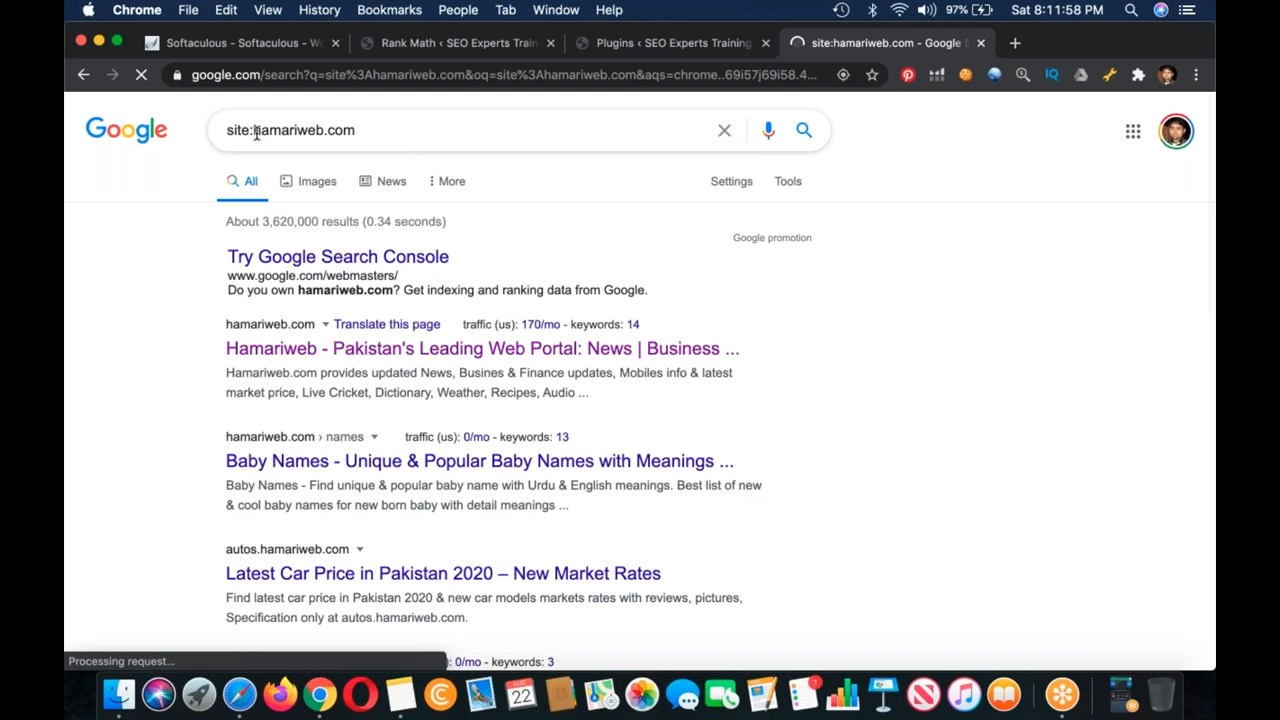 Chrome File Edit View History Bookmarks People Tab Window Help 97% Sat 8:11:58 PM
Softaculous - Softaculous - W Rank Math ‹ SEO Experts Train Plugins ‹ SEO Experts Training site:hamariweb.com - Google S
google.com/search?q=site%3Ahamariweb.com&oq=site%3Ahamariweb.com&aqs=chrome..69i57j69i58.4... IQ
Google site:hamariweb.com
All Images News More Settings Tools
About 3,620,000 results (0.34 seconds)
Google promotion
Try Google Search Console
www.google.com/webmasters/
Do you own hamariweb.com? Get indexing and ranking data from Google.
hamariweb.com Translate this page traffic (us): 170/mo - keywords: 14
Hamariweb - Pakistan's Leading Web Portal: News | Business ...
Hamariweb.com provides updated News, Busines & Finance updates, Mobiles info & latest
market price, Live Cricket, Dictionary, Weather, Recipes, Audio ...
hamariweb.com › names traffic (us): 0/mo - keywords: 13
Baby Names - Unique & Popular Baby Names with Meanings ...
Baby Names - Find unique & popular baby name with Urdu & English meanings. Best list of new
& cool baby names for new born baby with detail meanings ...
autos.hamariweb.com
Latest Car Price in Pakistan 2020 – New Market Rates
Find latest car price in Pakistan 2020 & new car models markets rates with reviews, pictures,
Specification only at autos.hamariweb.com.
Processing request... : 0/mo - keywords: 3
AUG
22
1